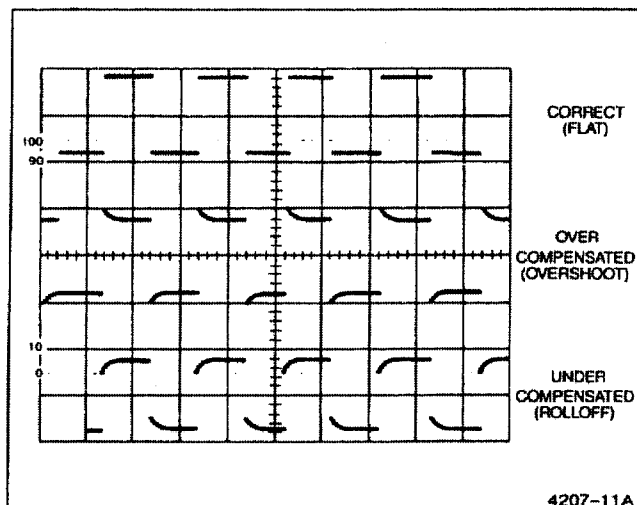 CORRECT
(FLAT)
100
90
OVER
COMPENSATED
(OVERSHOOT)
10
0
UNDER
COMPENSATED
(ROLLOFF)
4207-11A